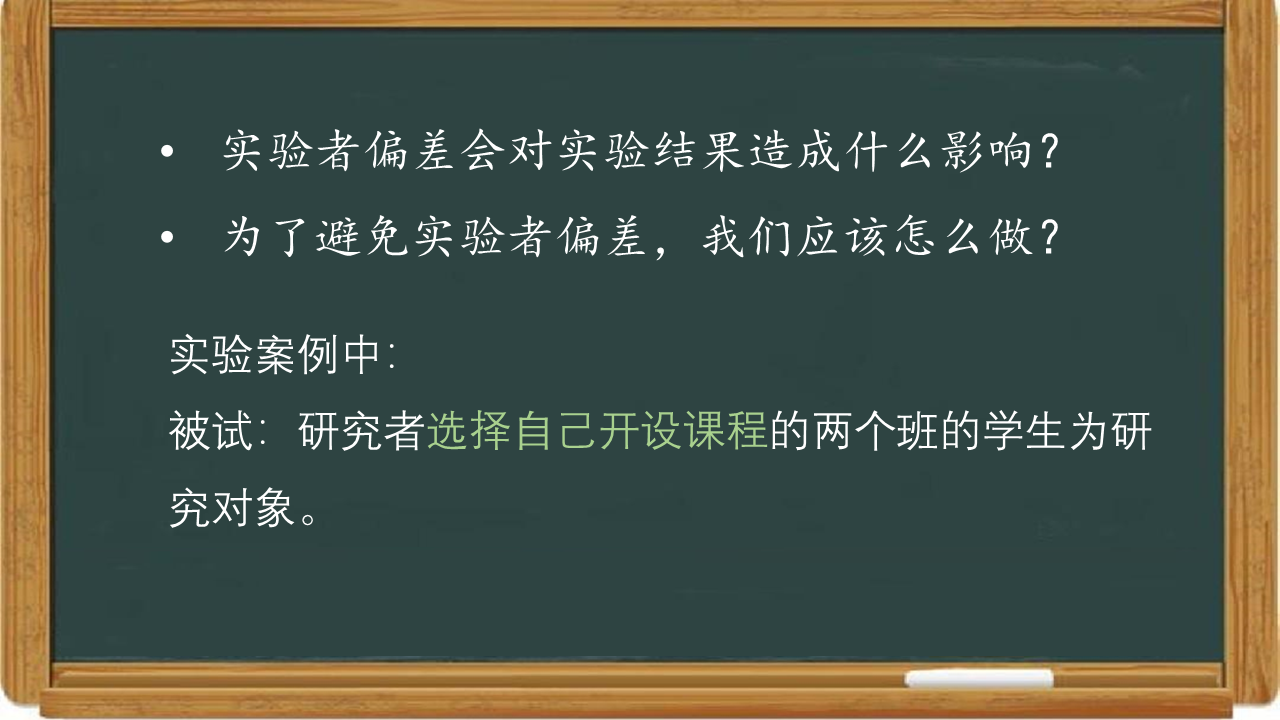 • 实验者偏差会对实验结果造成什么影响？
• 为了避免实验者偏差，我们应该怎么做？
实验案例中：
被试：研究者选择自己开设课程的两个班的学生为研
究对象。